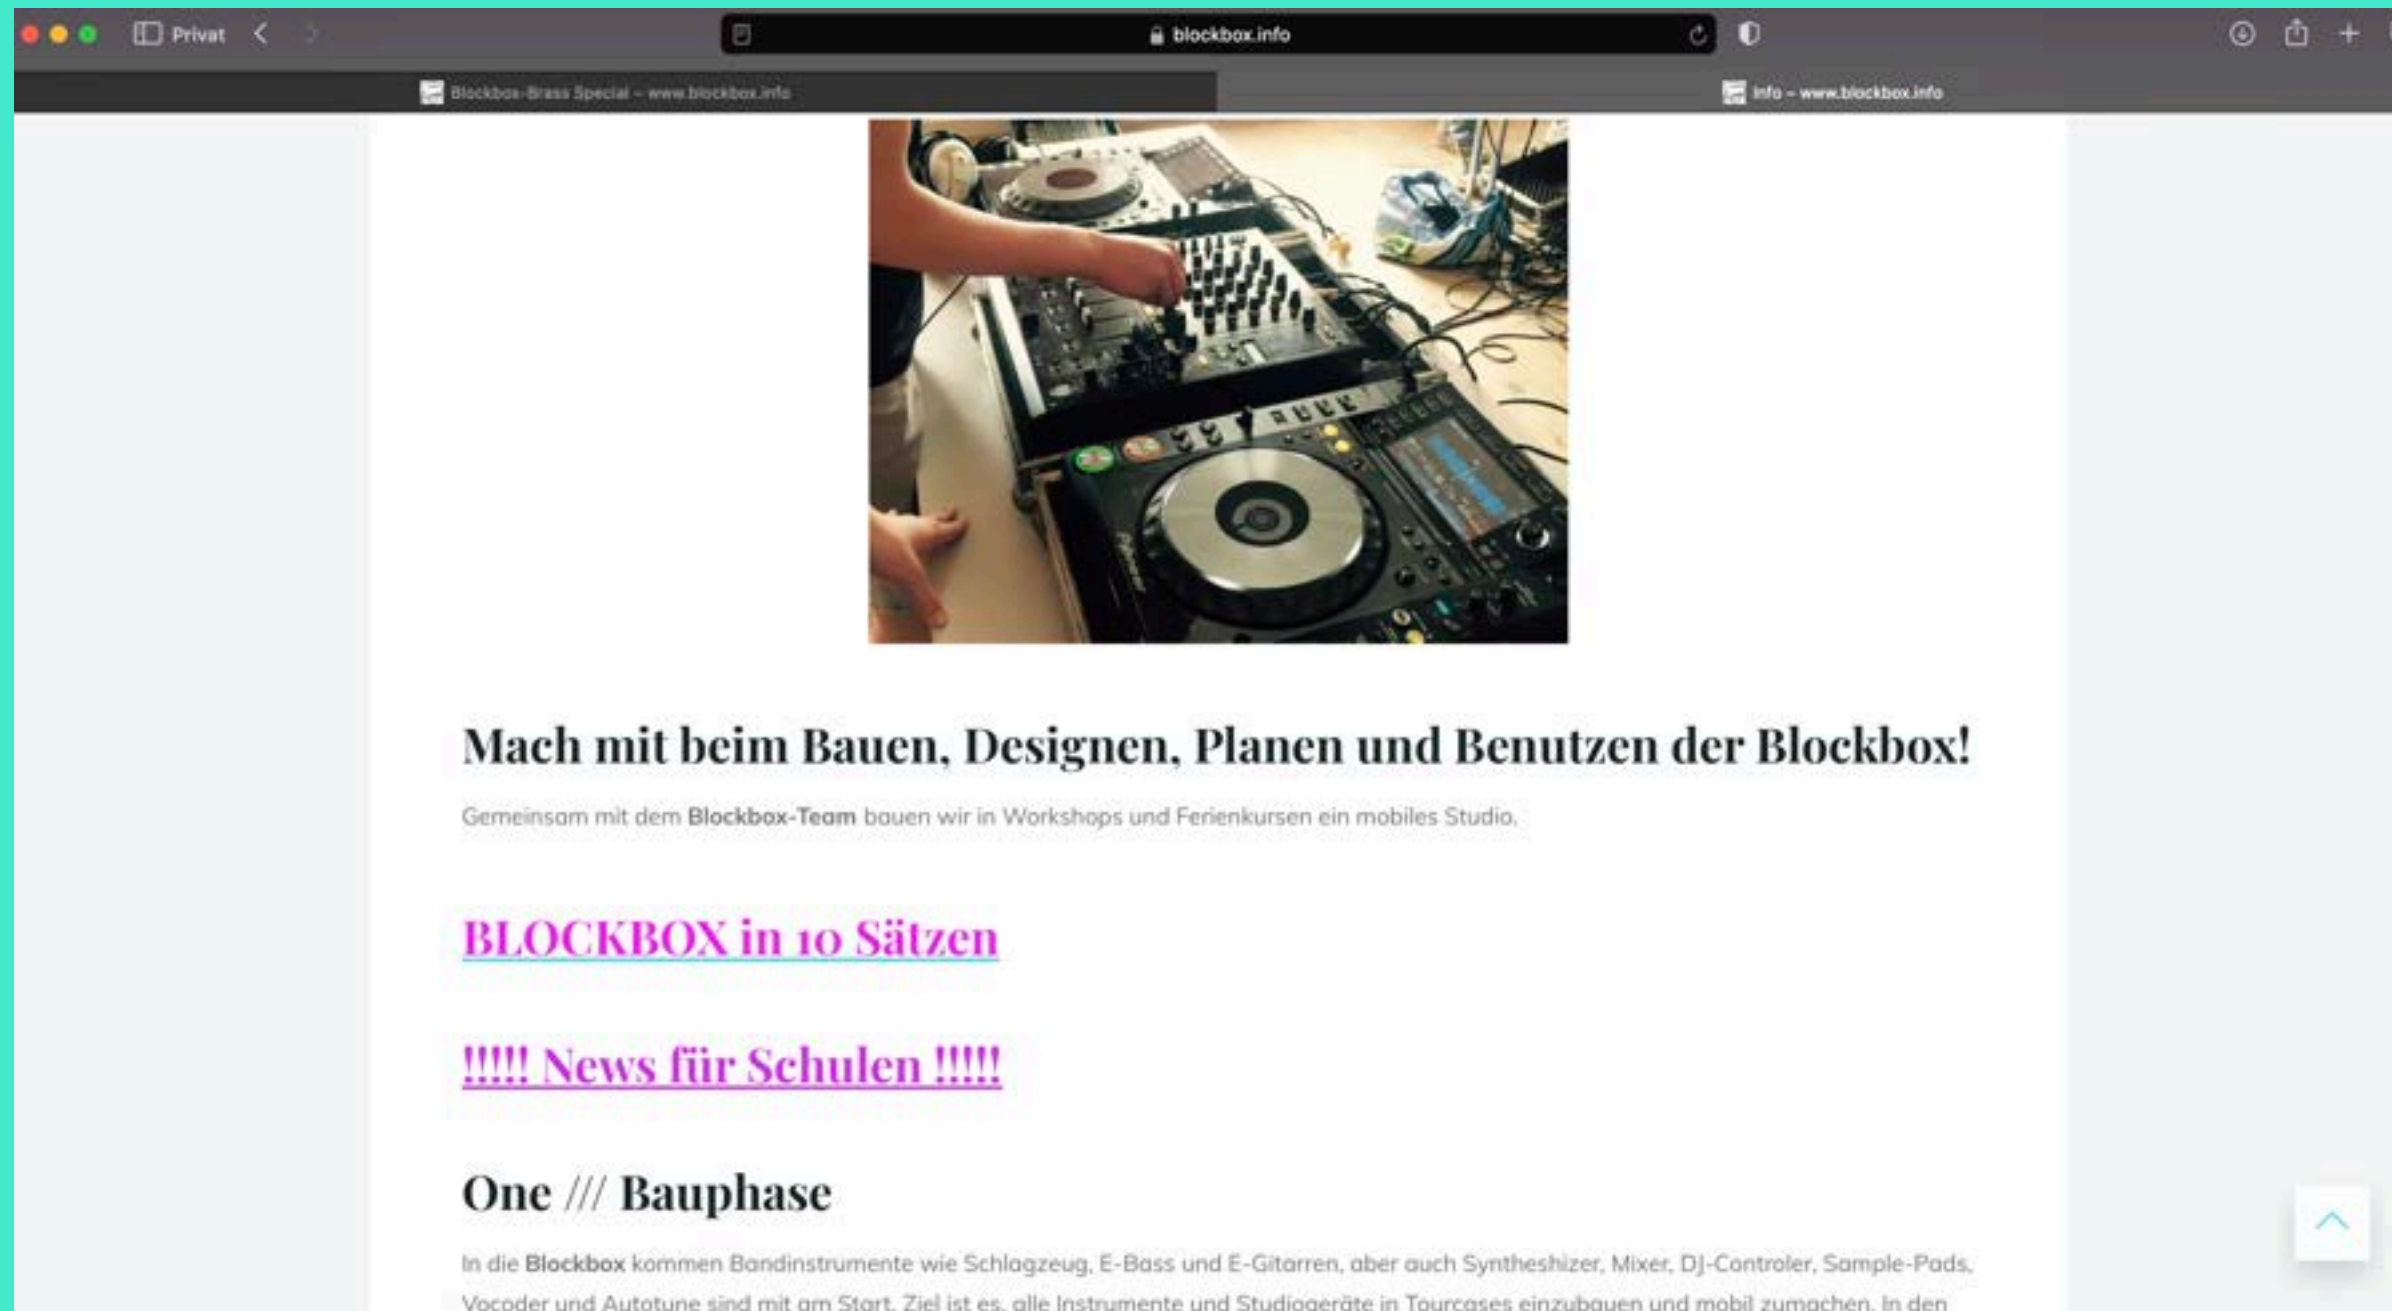 Privat
blockbox.info
Blockbox-Brass Special – www.blockbox.info
Info – www.blockbox.info
Pioneer
Mach mit beim Bauen, Designen, Planen und Benutzen der Blockbox!
Gemeinsam mit dem Blockbox-Team bauen wir in Workshops und Ferienkursen ein mobiles Studio.
BLOCKBOX in 10 Sätzen
!!!!! News für Schulen !!!!!
One /// Bauphase
In die Blockbox kommen Bandinstrumente wie Schlagzeug, E-Bass und E-Gitarren, aber auch Syntheshizer, Mixer, DJ-Controler, Sample-Pads,
Vocoder und Autotune sind mit am Start. Ziel ist es, alle Instrumente und Studiogeräte in Tourcases einzubauen und mobil zumachen. In den